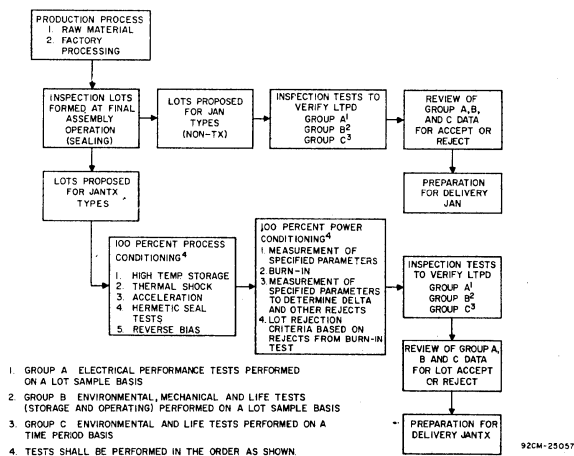 PRODUCTION PROCESS
1. RAW MATERIAL
2. FACTORY
PROCESSING
INSPECTION LOTS
FORMED AT FINAL
ASSEMBLY
OPERATION
(SEALING)
LOTS PROPOSED
FOR JAN
TYPES
(NON-TX)
INSPECTION TESTS TO
VERIFY LTPD
GROUP A1
GROUP B2
GROUP C3
REVIEW OF
GROUP A,B,
AND C DATA
FOR ACCEPT OR
REJECT
PREPARATION
FOR DELIVERY
JAN
LOTS PROPOSED
FOR JANTX
TYPES
100 PERCENT PROCESS
CONDITIONING4
1. HIGH TEMP STORAGE
2. THERMAL SHOCK
3. ACCELERATION
4. HERMETIC SEAL
TESTS
5. REVERSE BIAS
100 PERCENT POWER
CONDITIONING4
1. MEASUREMENT OF
SPECIFIED PARAMETERS
2. BURN-IN
3. MEASUREMENT OF
SPECIFIED PARAMETERS
TO DETERMINE DELTA
AND OTHER REJECTS
4. LOT REJECTION
CRITERIA BASED ON
REJECTS FROM BURN-IN
TEST
INSPECTION TESTS
TO VERIFY LTPD
GROUP A1
GROUP B2
GROUP C3
REVIEW OF GROUP A,
B AND C DATA
FOR LOT ACCEPT
OR REJECT
PREPARATION FOR
DELIVERY JANTX
1. GROUP A ELECTRICAL PERFORMANCE TESTS PERFORMED
ON A LOT SAMPLE BASIS
2. GROUP B ENVIRONMENTAL, MECHANICAL AND LIFE TESTS
(STORAGE AND OPERATING) PERFORMED ON A LOT SAMPLE BASIS
3. GROUP C ENVIRONMENTAL AND LIFE TESTS PERFORMED ON A
TIME PERIOD BASIS
4. TESTS SHALL BE PERFORMED IN THE ORDER AS SHOWN.
92CM-25057